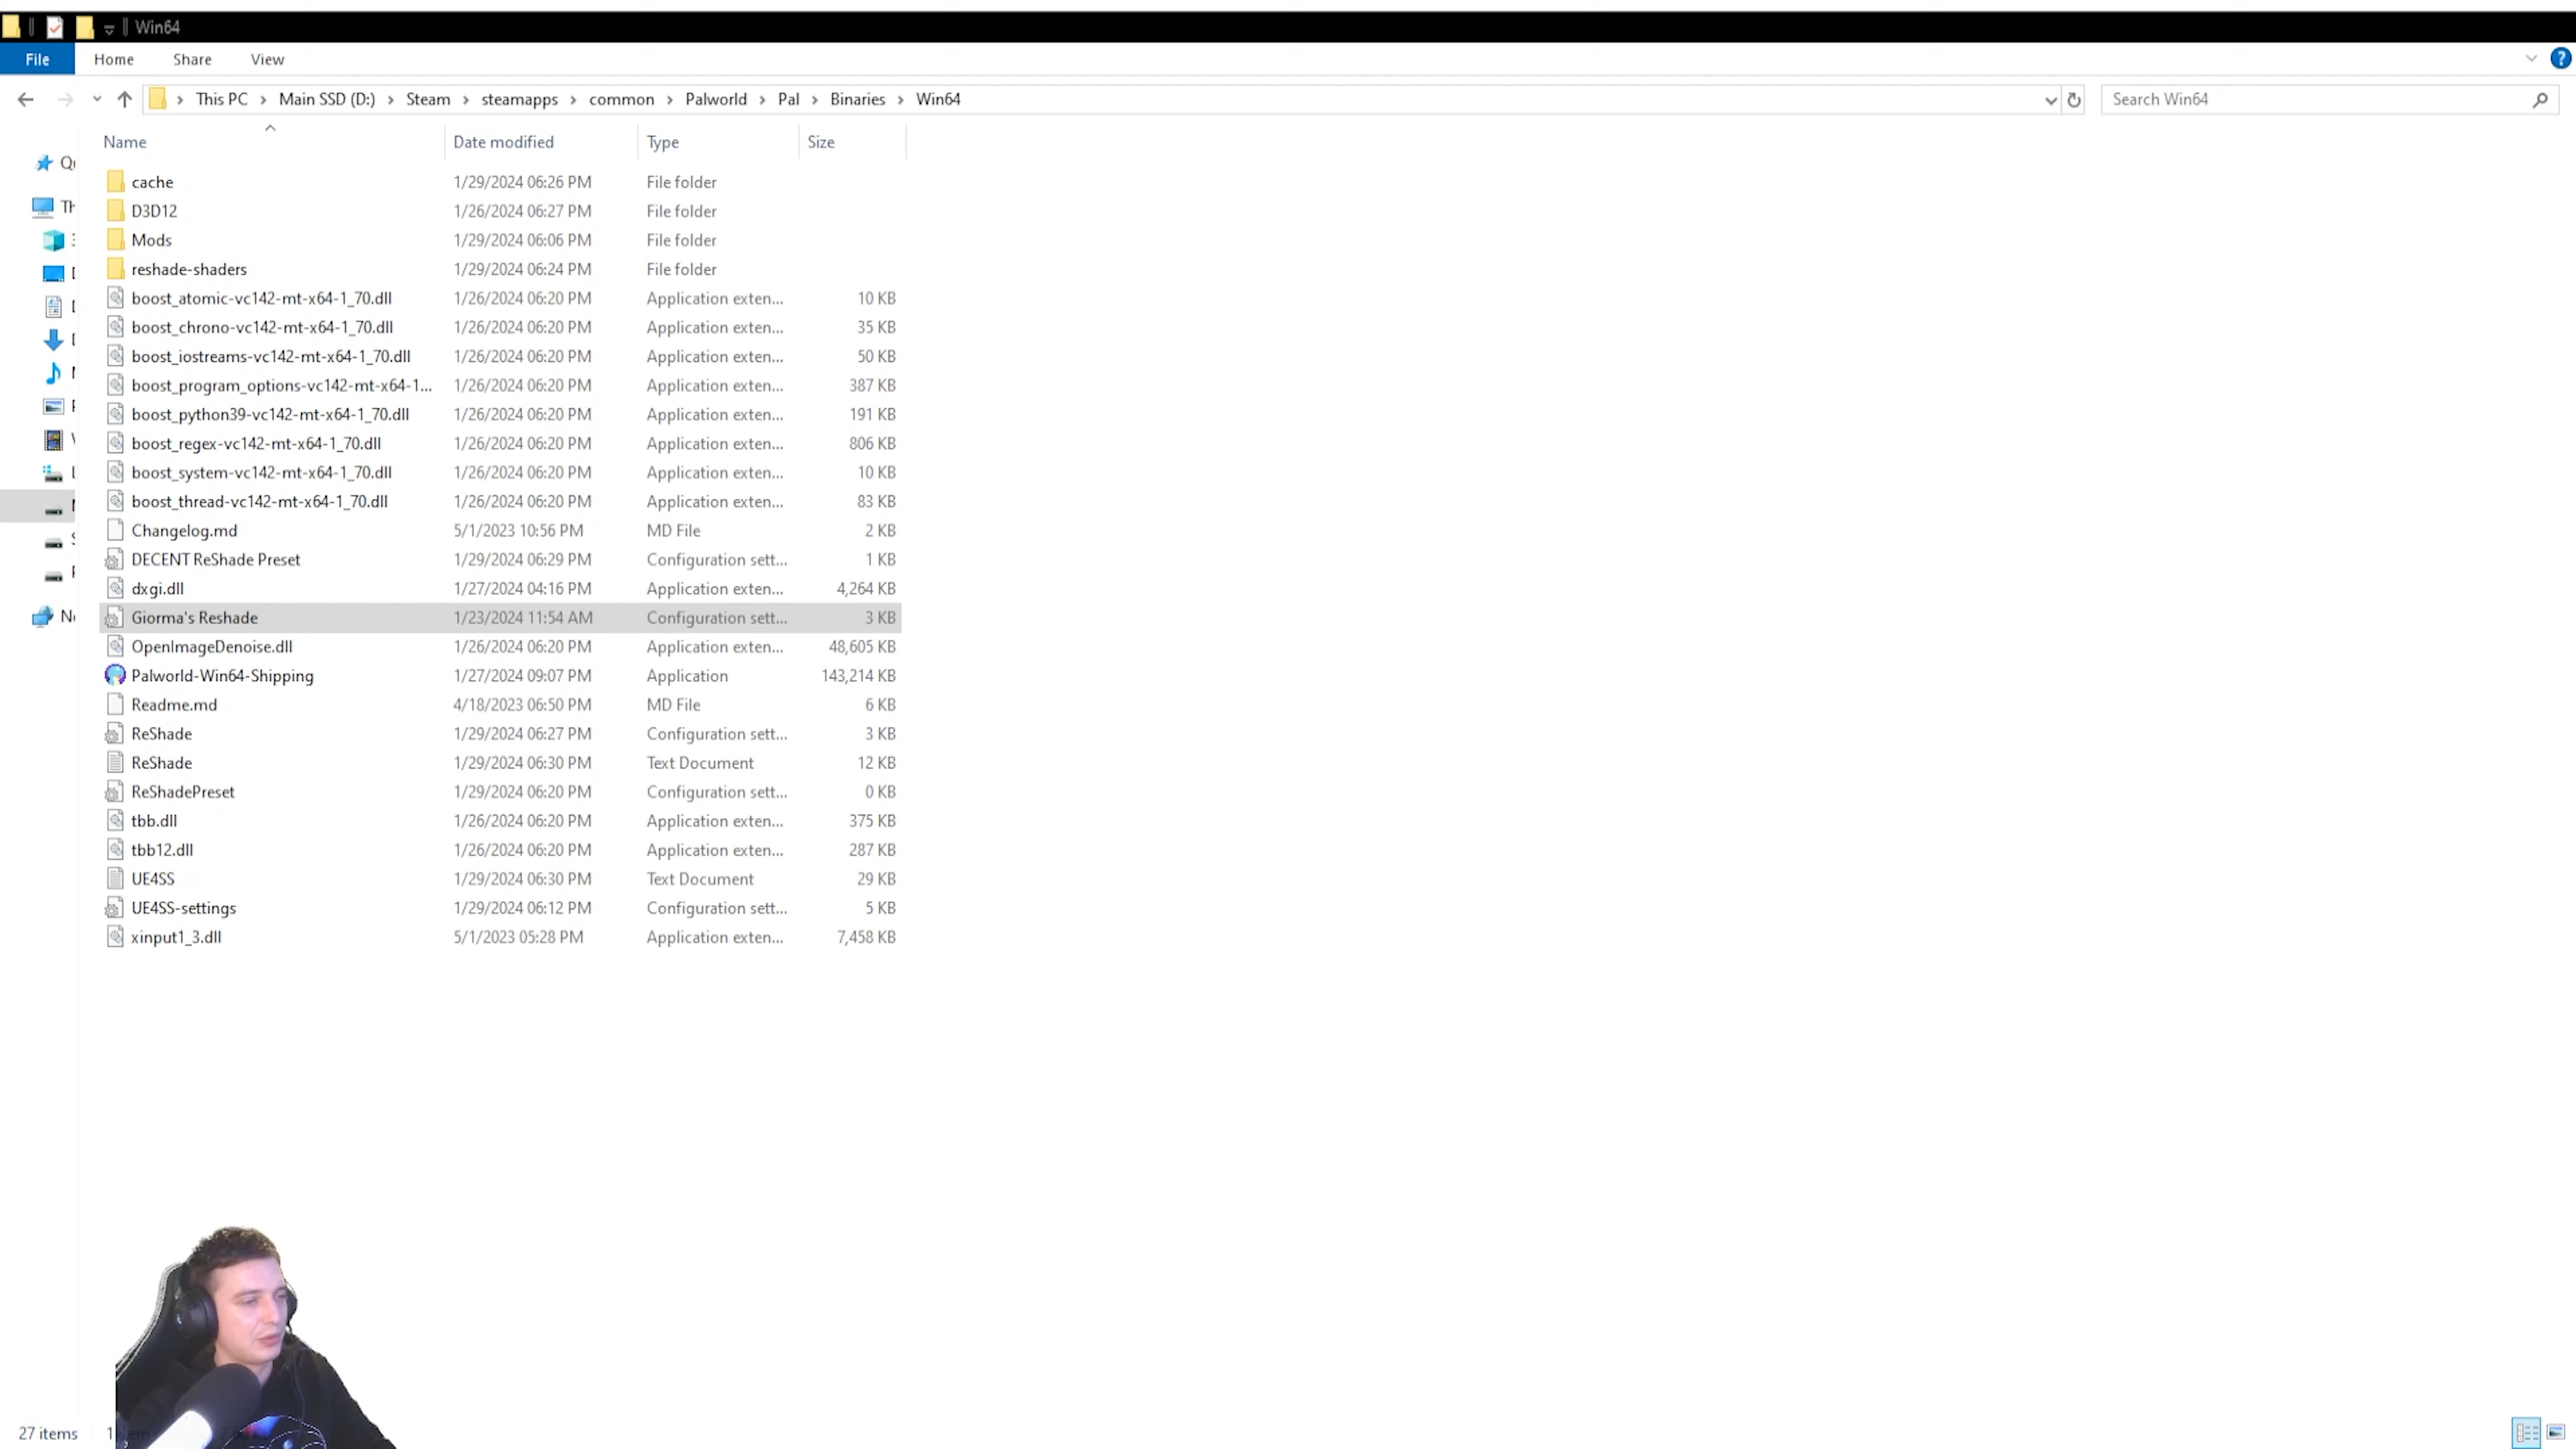 Win64
File Home Share View
This PC Main SSD (D:) Steam steamapps common Palworld Pal Binaries Win64
Search Win64
Name Date modified Type Size
cache 1/29/2024 06:26 PM File folder
D3D12 1/26/2024 06:27 PM File folder
Mods 1/29/2024 06:06 PM File folder
reshade-shaders 1/29/2024 06:24 PM File folder
boost_atomic-vc142-mt-x64-1_70.dll 1/26/2024 06:20 PM Application exten... 10 KB
boost_chrono-vc142-mt-x64-1_70.dll 1/26/2024 06:20 PM Application exten... 35 KB
boost_iostreams-vc142-mt-x64-1_70.dll 1/26/2024 06:20 PM Application exten... 50 KB
boost_program_options-vc142-mt-x64-1... 1/26/2024 06:20 PM Application exten... 387 KB
boost_python39-vc142-mt-x64-1_70.dll 1/26/2024 06:20 PM Application exten... 191 KB
boost_regex-vc142-mt-x64-1_70.dll 1/26/2024 06:20 PM Application exten... 806 KB
boost_system-vc142-mt-x64-1_70.dll 1/26/2024 06:20 PM Application exten... 10 KB
boost_thread-vc142-mt-x64-1_70.dll 1/26/2024 06:20 PM Application exten... 83 KB
Changelog.md 5/1/2023 10:56 PM MD File 2 KB
DECENT ReShade Preset 1/29/2024 06:29 PM Configuration sett... 1 KB
dxgi.dll 1/27/2024 04:16 PM Application exten... 4,264 KB
Giorma's Reshade 1/23/2024 11:54 AM Configuration sett... 3 KB
OpenImageDenoise.dll 1/26/2024 06:20 PM Application exten... 48,605 KB
Palworld-Win64-Shipping 1/27/2024 09:07 PM Application 143,214 KB
Readme.md 4/18/2023 06:50 PM MD File 6 KB
ReShade 1/29/2024 06:27 PM Configuration sett... 3 KB
ReShade 1/29/2024 06:30 PM Text Document 12 KB
ReShadePreset 1/29/2024 06:20 PM Configuration sett... 0 KB
tbb.dll 1/26/2024 06:20 PM Application exten... 375 KB
tbb12.dll 1/26/2024 06:20 PM Application exten... 287 KB
UE4SS 1/29/2024 06:30 PM Text Document 29 KB
UE4SS-settings 1/29/2024 06:12 PM Configuration sett... 5 KB
xinput1_3.dll 5/1/2023 05:28 PM Application exten... 7,458 KB
27 items